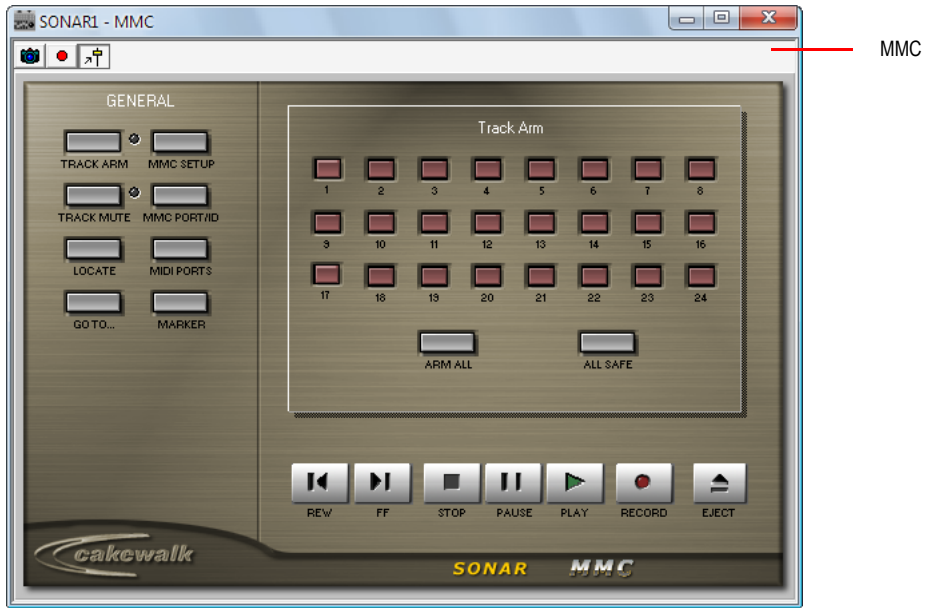 SONAR1 - MMC
MMC
GENERAL
TRACK ARM MMC SETUP
TRACK MUTE MMC PORT/ID
LOCATE MIDI PORTS
GO TO... MARKER
Track Arm
1 2 3 4 5 6 7 8
9 10 11 12 13 14 15 16
17 18 19 20 21 22 23 24
ARM ALL ALL SAFE
REW FF STOP PAUSE PLAY RECORD EJECT
cakewalk
SONAR MMC